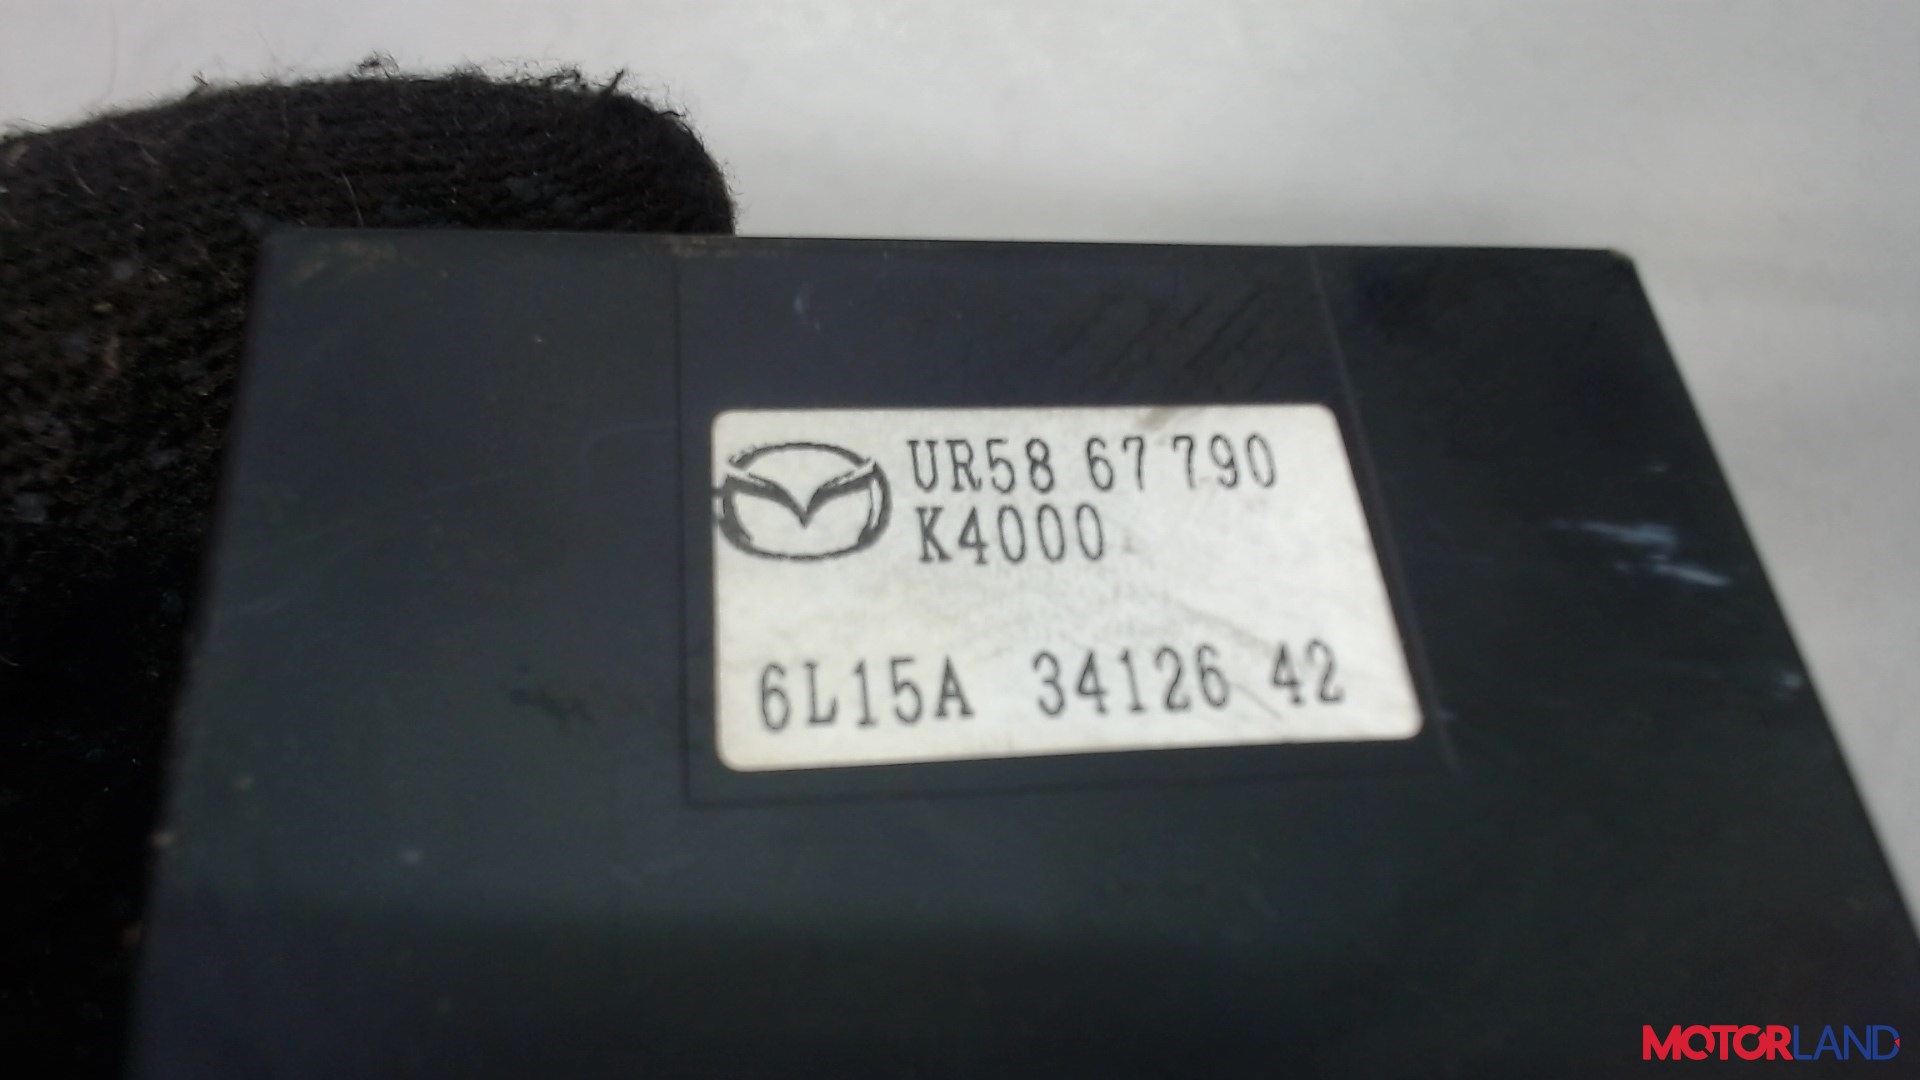 UR58 67 790
K4000
6L15A 34126 42
MOTORLAND